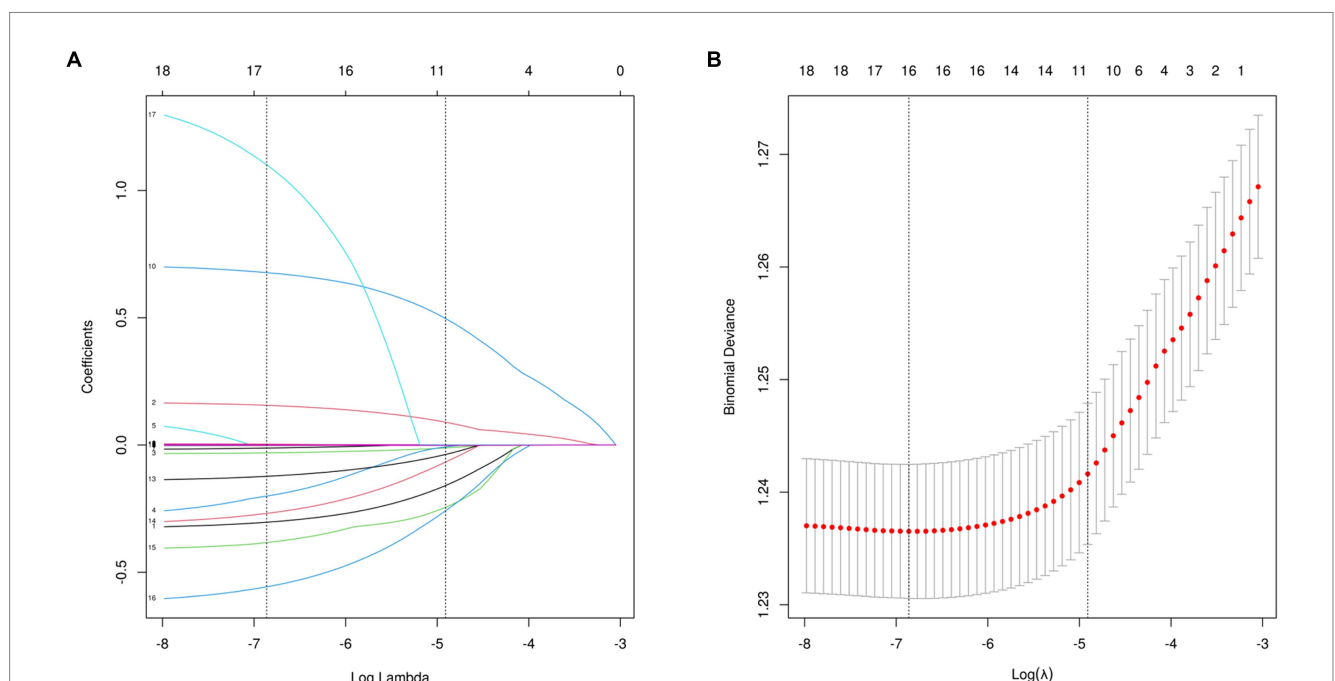 A
18 17 16 11 4 0
Coefficients
1.0
0.5
0.0
-0.5
17
10
2
5
3
13
4
14
1
15
16
-8 -7 -6 -5 -4 -3
Log Lambda
B
18 18 17 16 16 16 14 14 11 10 6 4 3 2 1
Binomial Deviance
1.27
1.26
1.25
1.24
1.23
-8 -7 -6 -5 -4 -3
Log(λ)